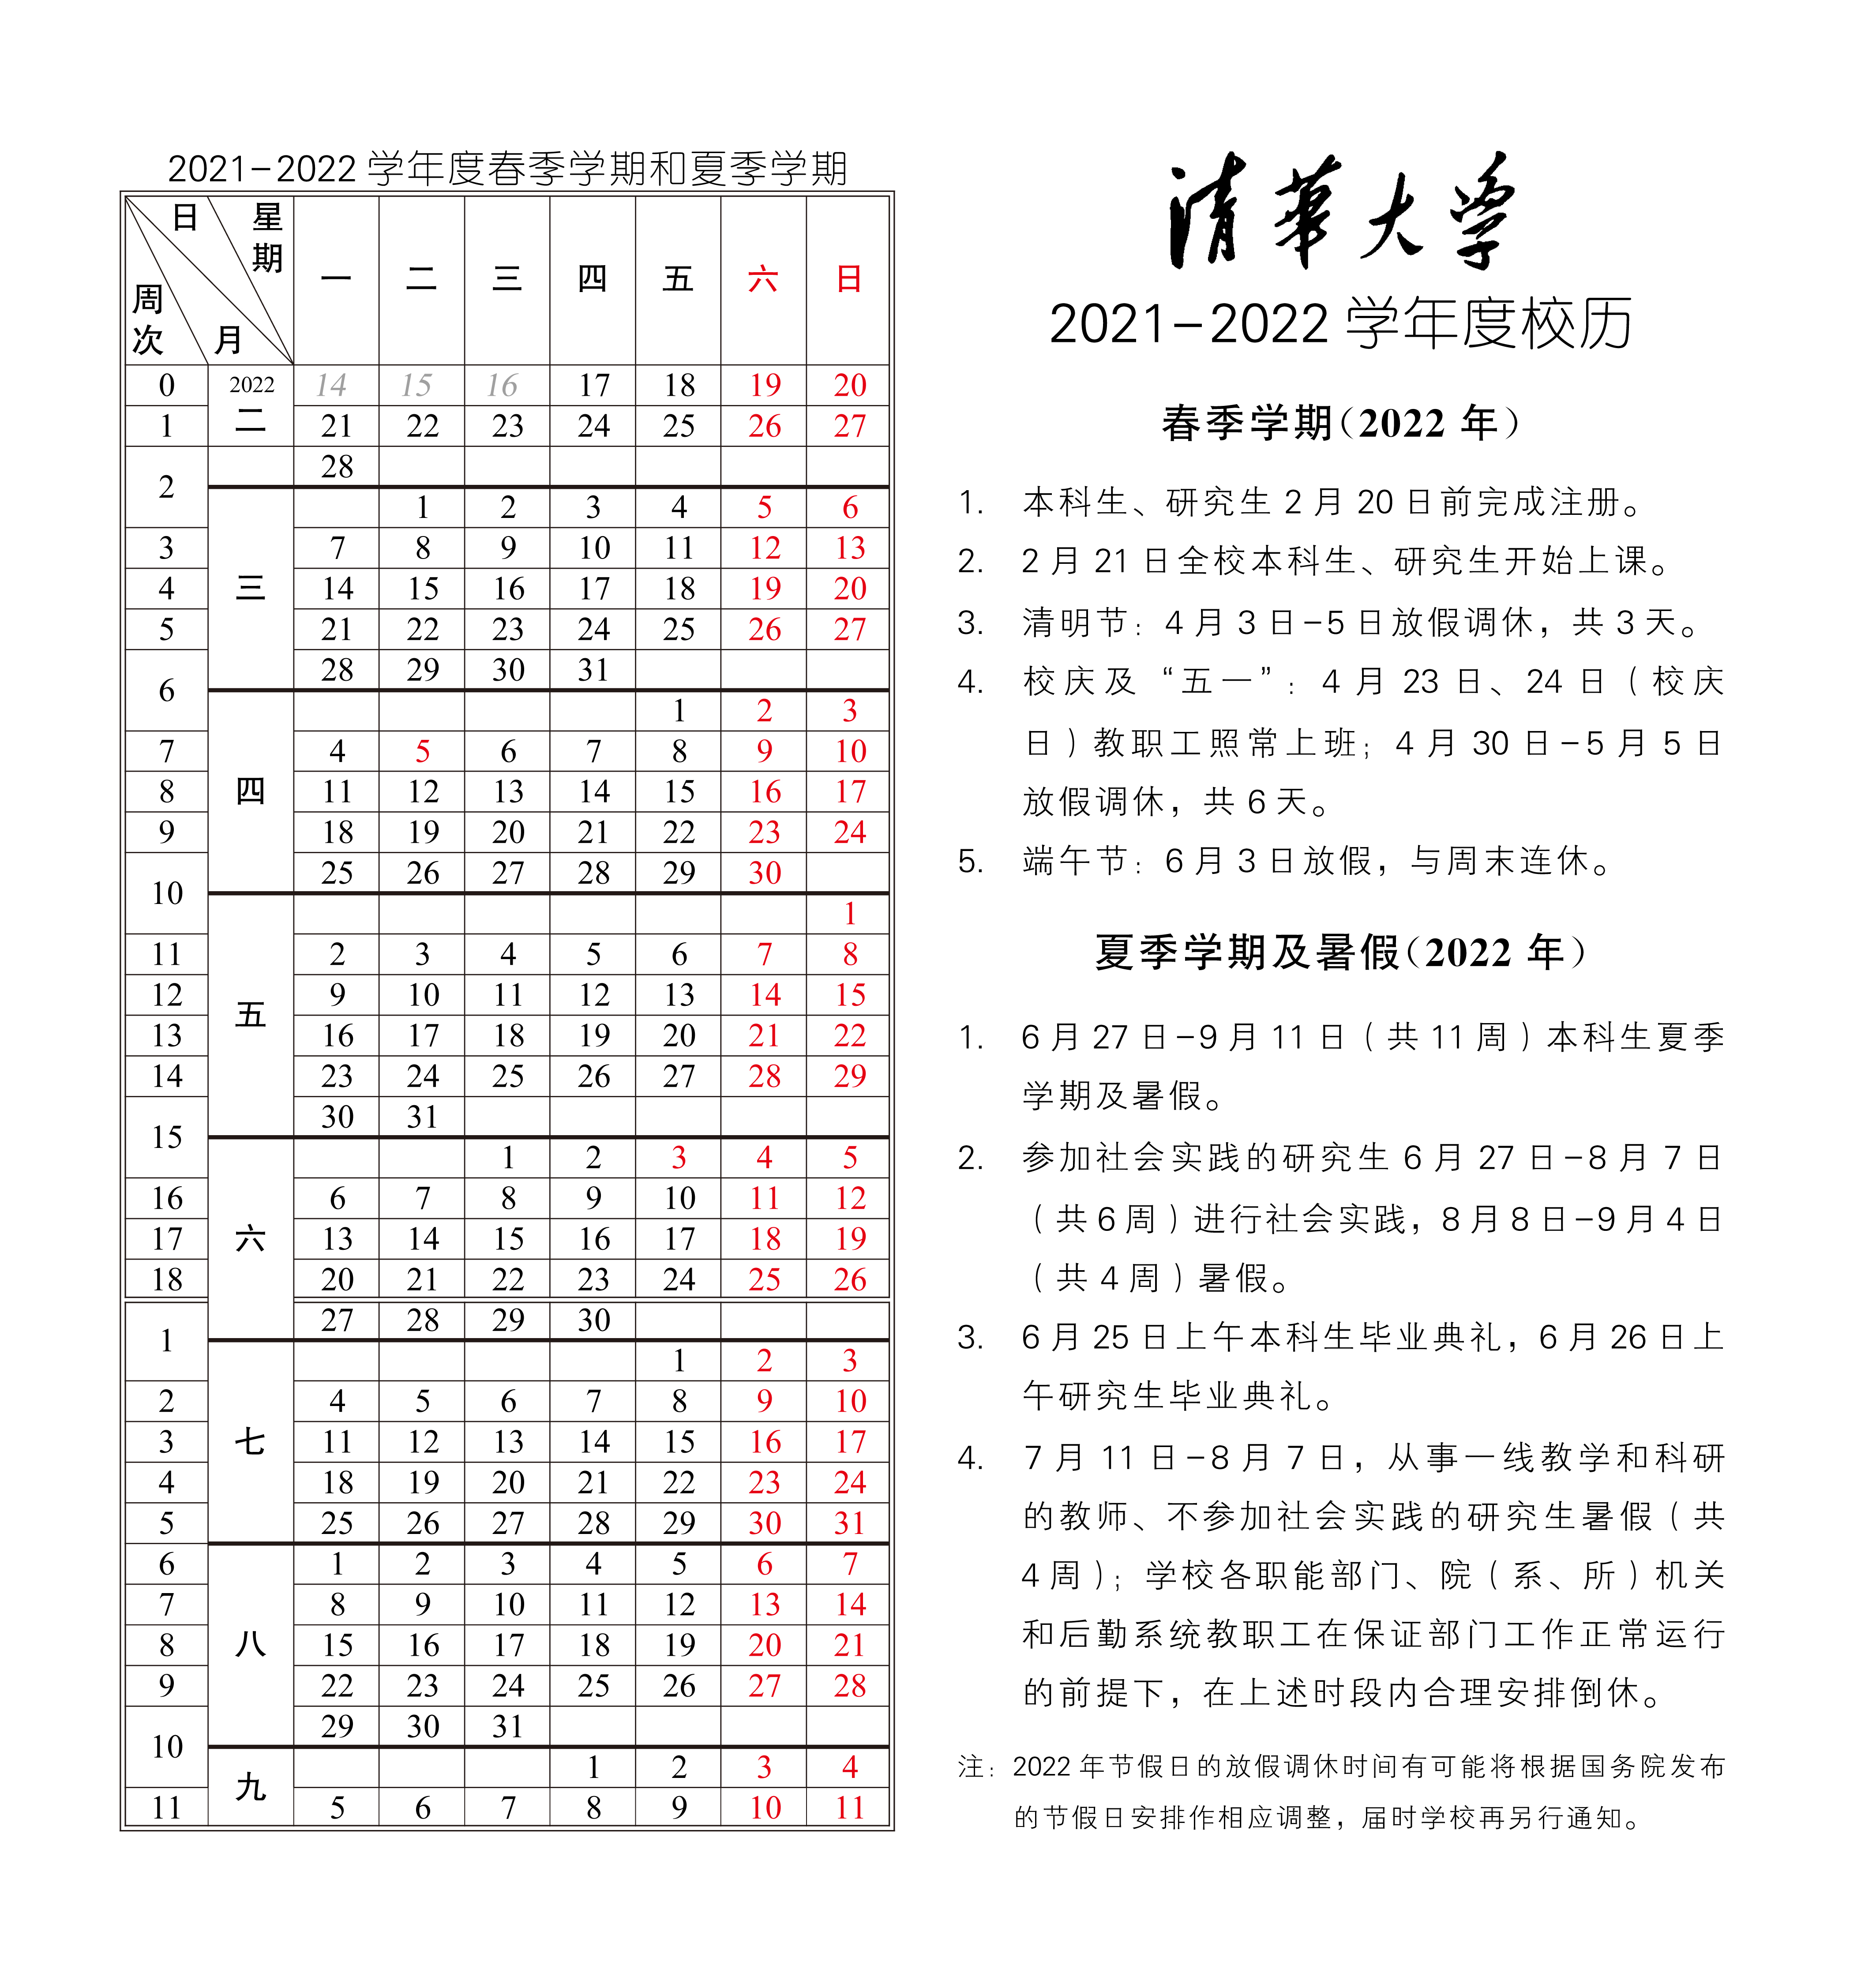 2021-2022 学年度春季学期和夏季学期
日 星期 周次 月 一 二 三 四 五 六 日
0 2022 二 14 15 16 17 18 19 20
1 21 22 23 24 25 26 27
2 28
三 1 2 3 4 5 6
3 7 8 9 10 11 12 13
4 14 15 16 17 18 19 20
5 21 22 23 24 25 26 27
6 28 29 30 31
四 1 2 3
7 4 5 6 7 8 9 10
8 11 12 13 14 15 16 17
9 18 19 20 21 22 23 24
10 25 26 27 28 29 30
五 1
11 2 3 4 5 6 7 8
12 9 10 11 12 13 14 15
13 16 17 18 19 20 21 22
14 23 24 25 26 27 28 29
15 30 31
六 1 2 3 4 5
16 6 7 8 9 10 11 12
17 13 14 15 16 17 18 19
18 20 21 22 23 24 25 26
1 27 28 29 30
七 1 2 3
2 4 5 6 7 8 9 10
3 11 12 13 14 15 16 17
4 18 19 20 21 22 23 24
5 25 26 27 28 29 30 31
6 八 1 2 3 4 5 6 7
7 8 9 10 11 12 13 14
8 15 16 17 18 19 20 21
9 22 23 24 25 26 27 28
10 29 30 31
九 1 2 3 4
11 5 6 7 8 9 10 11
清華大学
2021-2022 学年度校历
春季学期(2022 年)
1. 本科生、研究生 2 月 20 日前完成注册。
2. 2 月 21 日全校本科生、研究生开始上课。
3. 清明节：4 月 3 日-5 日放假调休，共 3 天。
4. 校庆及“五一”：4 月 23 日、24 日（校庆
日）教职工照常上班；4 月 30 日-5 月 5 日
放假调休，共 6 天。
5. 端午节：6 月 3 日放假，与周末连休。
夏季学期及暑假(2022 年)
1. 6 月 27 日-9 月 11 日（共 11 周）本科生夏季
学期及暑假。
2. 参加社会实践的研究生 6 月 27 日-8 月 7 日
（共 6 周）进行社会实践，8 月 8 日-9 月 4 日
（共 4 周）暑假。
3. 6 月 25 日上午本科生毕业典礼，6 月 26 日上
午研究生毕业典礼。
4. 7 月 11 日-8 月 7 日，从事一线教学和科研
的教师、不参加社会实践的研究生暑假（共
4 周）；学校各职能部门、院（系、所）机关
和后勤系统教职工在保证部门工作正常运行
的前提下，在上述时段内合理安排倒休。
注：2022 年节假日的放假调休时间有可能将根据国务院发布
的节假日安排作相应调整，届时学校再另行通知。